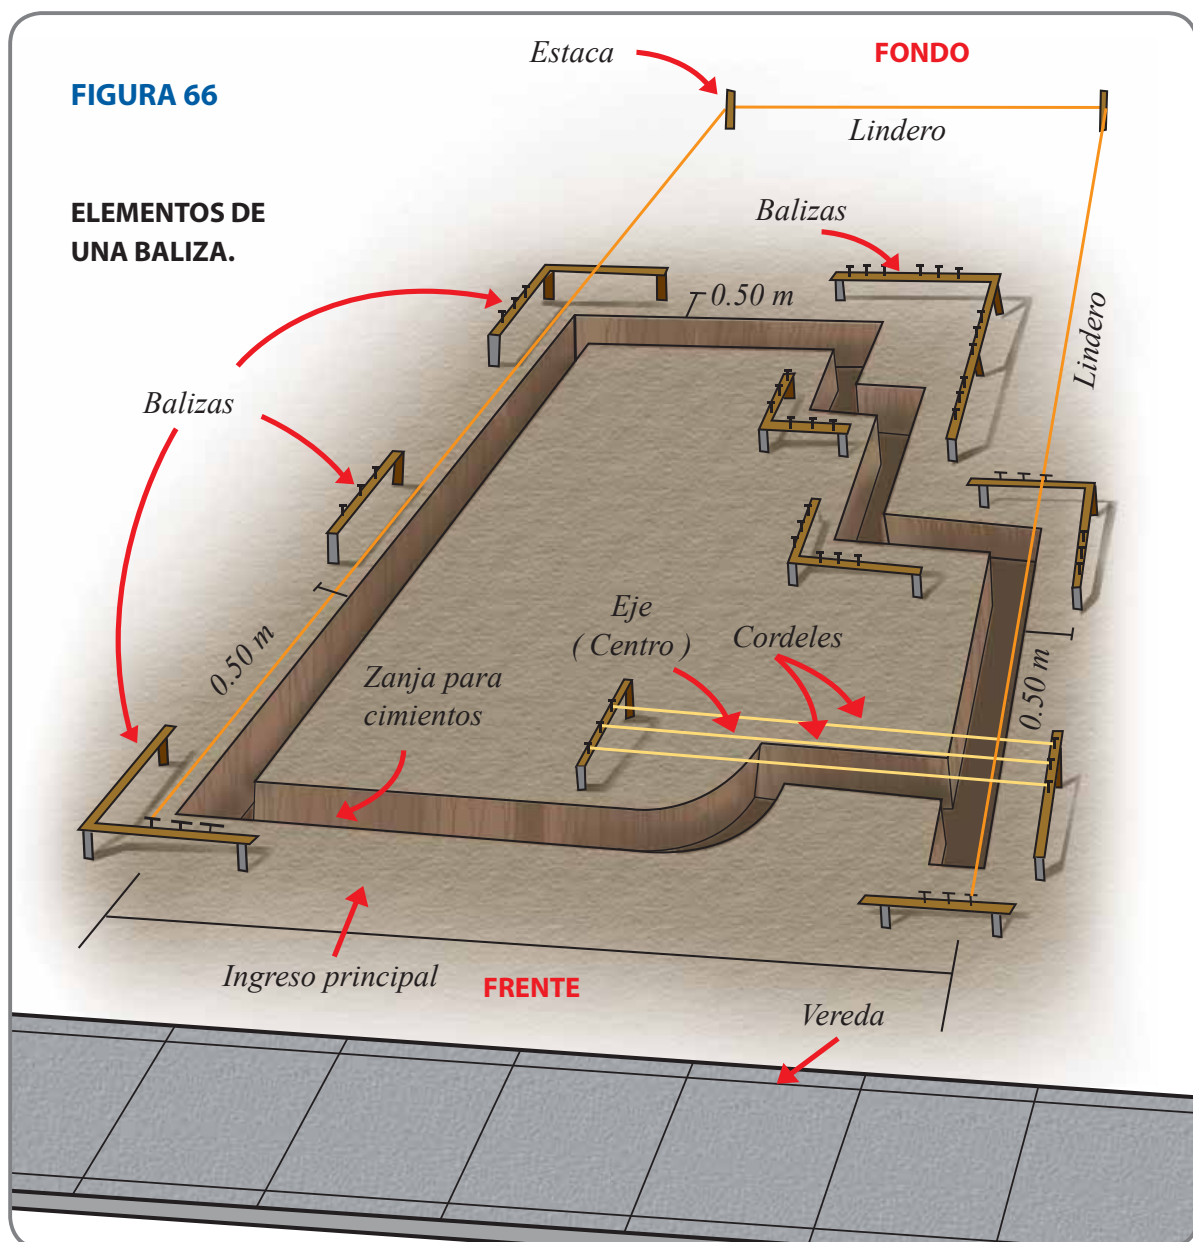 FIGURA 66
ELEMENTOS DE
UNA BALIZA.
Estaca
FONDO
Lindero
Balizas
0.50 m
Lindero
Balizas
Eje
( Centro )
Cordeles
0.50 m
Zanja para
cimientos
0.50 m
Ingreso principal
FRENTE
Vereda